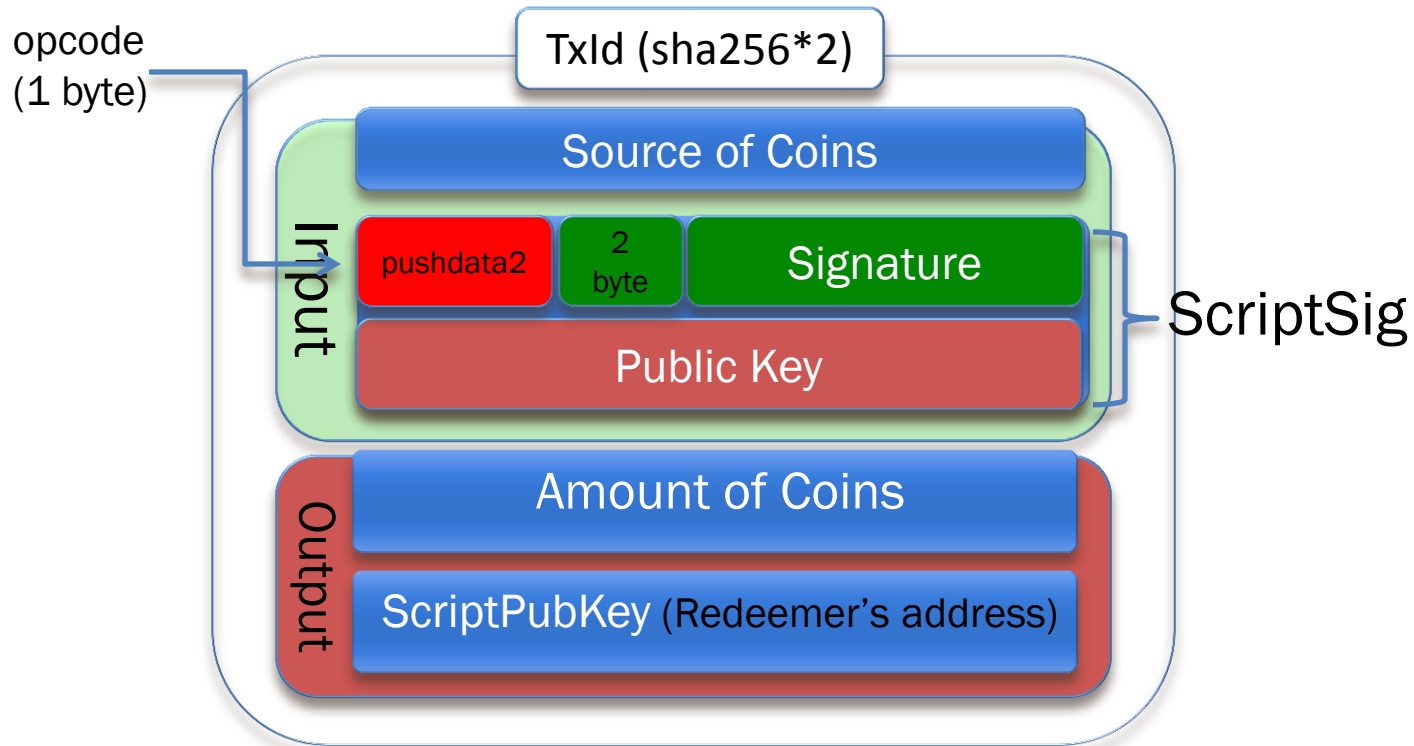 opcode
(1 byte)
TxId (sha256*2)
Source of Coins
Input
pushdata2
2
byte
Signature
Public Key
ScriptSig
Output
Amount of Coins
ScriptPubKey (Redeemer’s address)